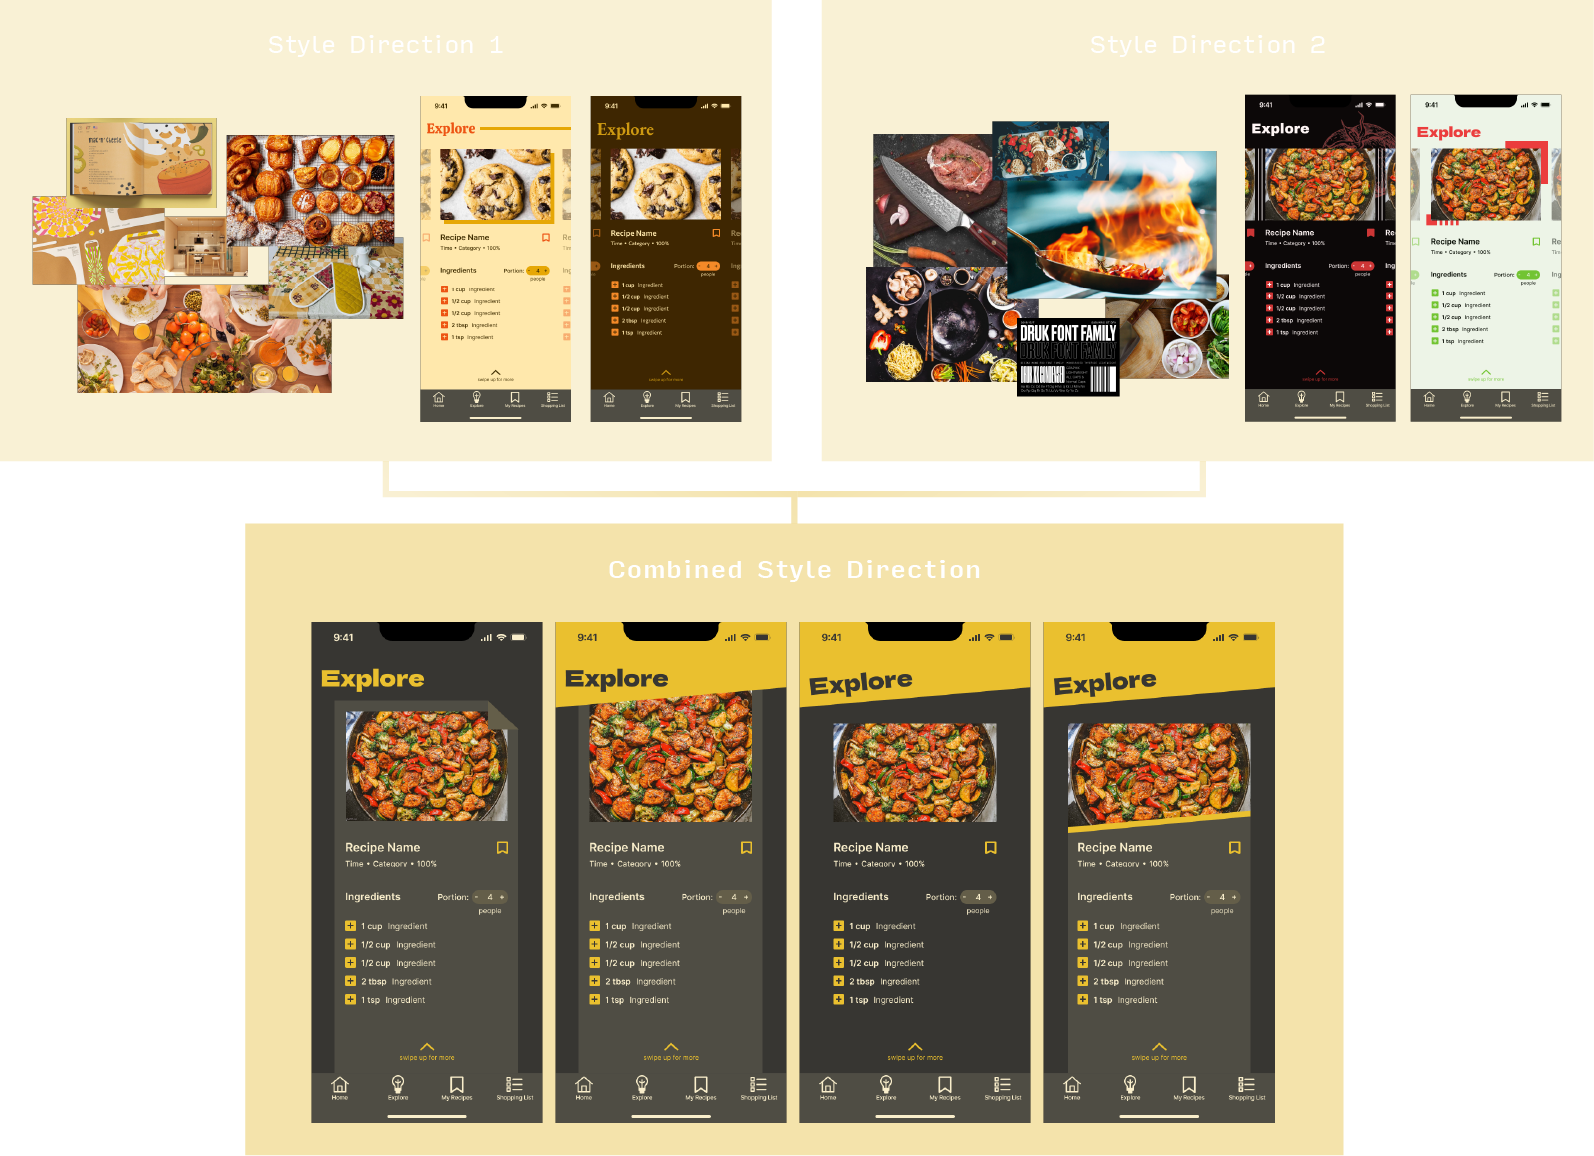 Style Direction 1
Style Direction 2
MAC 'N' CHEESE
9:41
Explore
Recipe Name
Time • Category • 100%
Ingredients
Portion: - 4 +
people
1 cup Ingredient
1/2 cup Ingredient
1/2 cup Ingredient
2 tbsp Ingredient
1 tsp Ingredient
swipe up for more
Home
Explore
My Recipes
Shopping List
Re
Time
Ing
9:41
Explore
Recipe Name
Time • Category • 100%
Ingredients
Portion: - 4 +
people
1 cup Ingredient
1/2 cup Ingredient
1/2 cup Ingredient
2 tbsp Ingredient
1 tsp Ingredient
swipe up for more
Home
Explore
My Recipes
Shopping List
DRUK FONT FAMILY
DRUK FONT FAMILY
9:41
Explore
Recipe Name
Time • Category • 100%
Ingredients
Portion: - 4 +
people
1 cup Ingredient
1/2 cup Ingredient
1/2 cup Ingredient
2 tbsp Ingredient
1 tsp Ingredient
swipe up for more
Home
Explore
My Recipes
Shopping List
9:41
Explore
Recipe Name
Time • Category • 100%
Ingredients
Portion: - 4 +
people
1 cup Ingredient
1/2 cup Ingredient
1/2 cup Ingredient
2 tbsp Ingredient
1 tsp Ingredient
swipe up for more
Home
Explore
My Recipes
Shopping List
Combined Style Direction
9:41
Explore
Recipe Name
Time • Category • 100%
Ingredients
Portion: - 4 +
people
1 cup Ingredient
1/2 cup Ingredient
1/2 cup Ingredient
2 tbsp Ingredient
1 tsp Ingredient
swipe up for more
Home
Explore
My Recipes
Shopping List
9:41
Explore
Recipe Name
Time • Category • 100%
Ingredients
Portion: - 4 +
people
1 cup Ingredient
1/2 cup Ingredient
1/2 cup Ingredient
2 tbsp Ingredient
1 tsp Ingredient
swipe up for more
Home
Explore
My Recipes
Shopping List
9:41
Explore
Recipe Name
Time • Category • 100%
Ingredients
Portion: - 4 +
people
1 cup Ingredient
1/2 cup Ingredient
1/2 cup Ingredient
2 tbsp Ingredient
1 tsp Ingredient
swipe up for more
Home
Explore
My Recipes
Shopping List
9:41
Explore
Recipe Name
Time • Category • 100%
Ingredients
Portion: - 4 +
people
1 cup Ingredient
1/2 cup Ingredient
1/2 cup Ingredient
2 tbsp Ingredient
1 tsp Ingredient
swipe up for more
Home
Explore
My Recipes
Shopping List